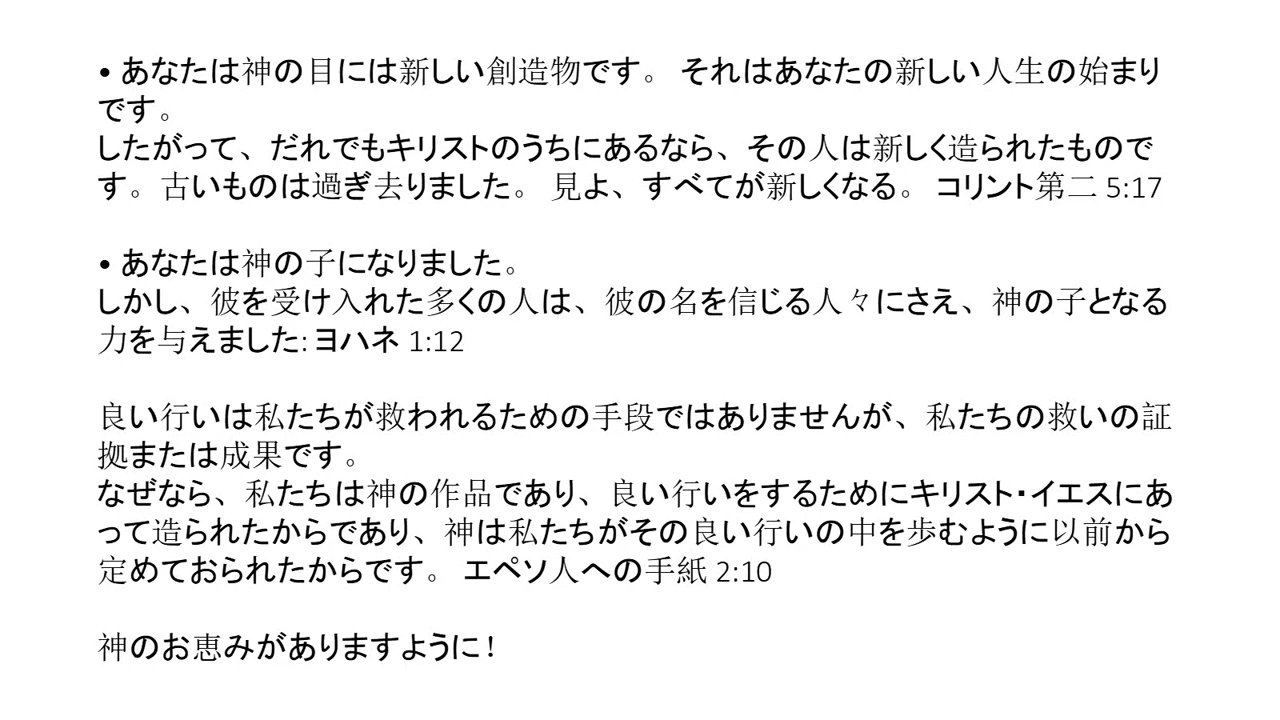 • あなたは神の目には新しい創造物です。 それはあなたの新しい人生の始まり
です。
したがって、だれでもキリストのうちにあるなら、その人は新しく造られたもので
す。古いものは過ぎ去りました。 見よ、すべてが新しくなる。 コリント第二 5:17
• あなたは神の子になりました。
しかし、彼を受け入れた多くの人は、彼の名を信じる人々にさえ、神の子となる
力を与えました: ヨハネ 1:12
良い行いは私たちが救われるための手段ではありませんが、私たちの救いの証
拠または成果です。
なぜなら、私たちは神の作品であり、良い行いをするためにキリスト・イエスにあ
って造られたからであり、神は私たちがその良い行いの中を歩むように以前から
定めておられたからです。 エペソ人への手紙 2:10
神のお恵みがありますように!